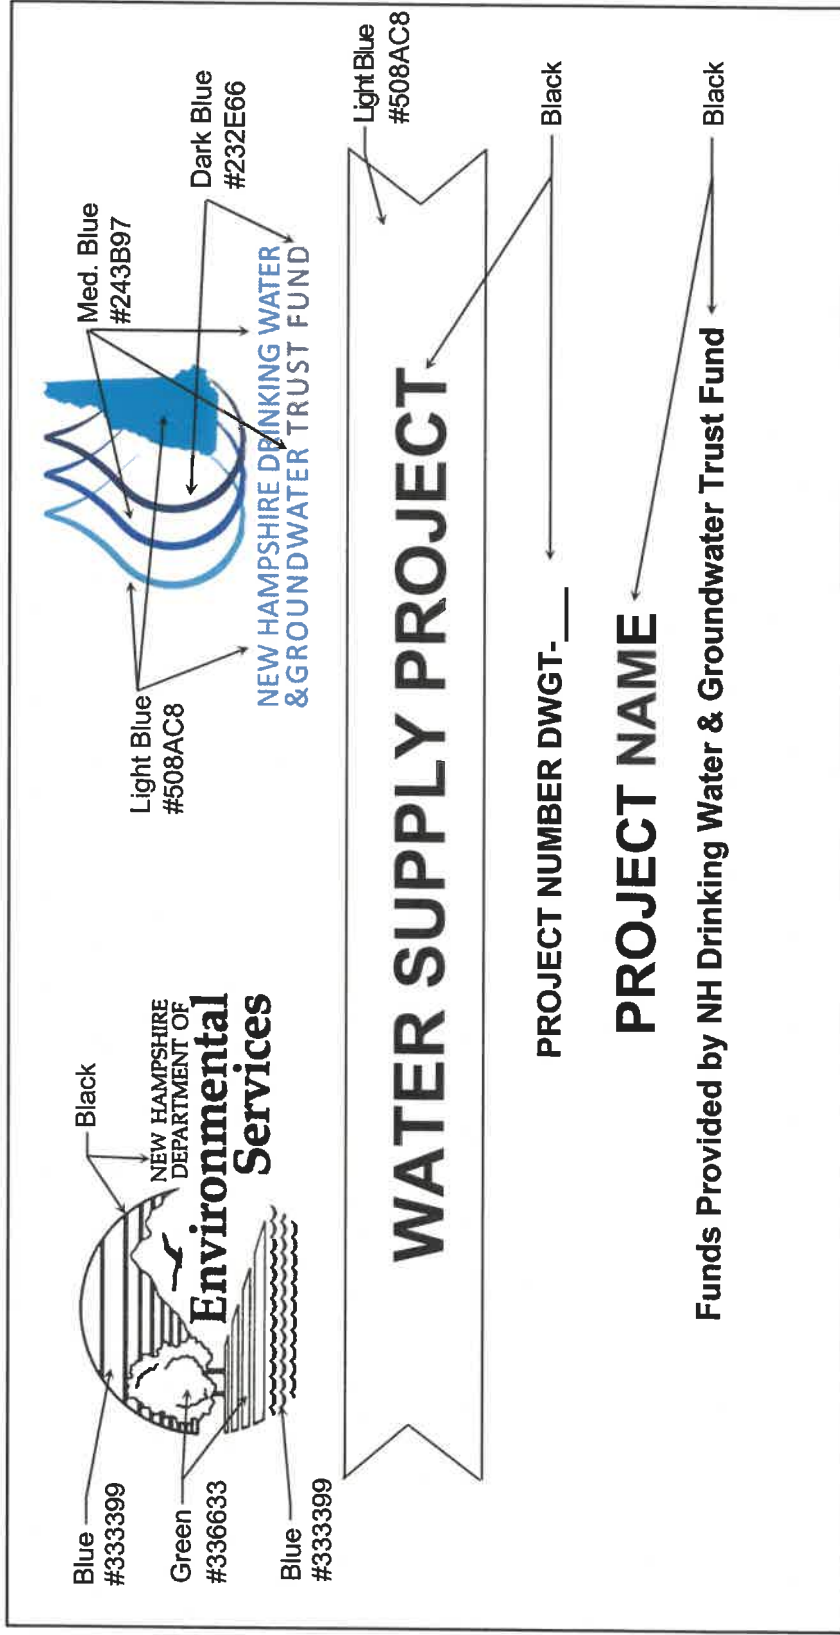 Blue
#333399
Green
#336633
Blue
#333399
Black
NEW HAMPSHIRE
DEPARTMENT OF
Environmental
Services
Light Blue
#508AC8
Med. Blue
#243B97
Dark Blue
#232E66
NEW HAMPSHIRE DRINKING WATER
& GROUNDWATER TRUST FUND
Light Blue
#508AC8
WATER SUPPLY PROJECT
Black
PROJECT NUMBER DWGT-__
PROJECT NAME
Black
Funds Provided by NH Drinking Water & Groundwater Trust Fund